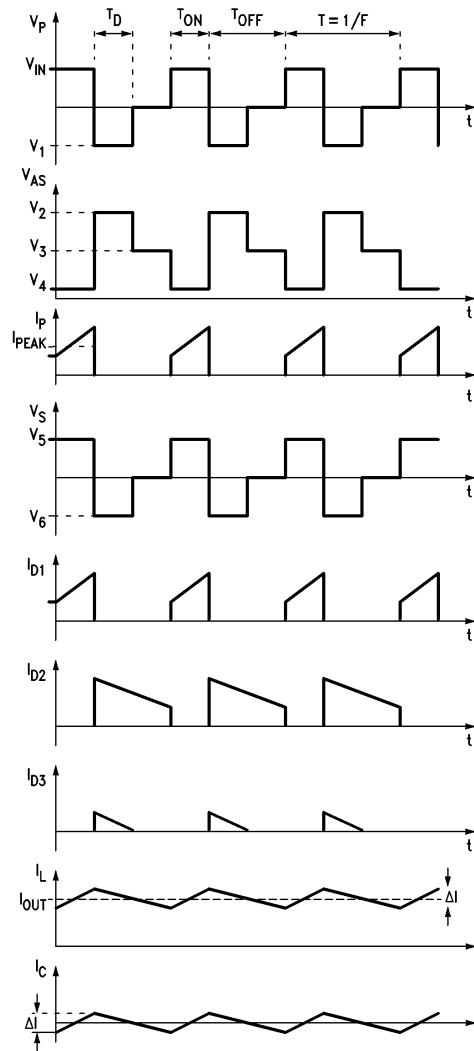 V_P
T_D T_ON T_OFF T = 1/F
V_IN
t
V_1
V_AS
V_2
V_3
V_4
t
I_P
I_PEAK
t
V_S
V_5
t
V_6
I_D1
t
I_D2
t
I_D3
t
I_L
I_OUT
ΔI
t
I_C
ΔI
t